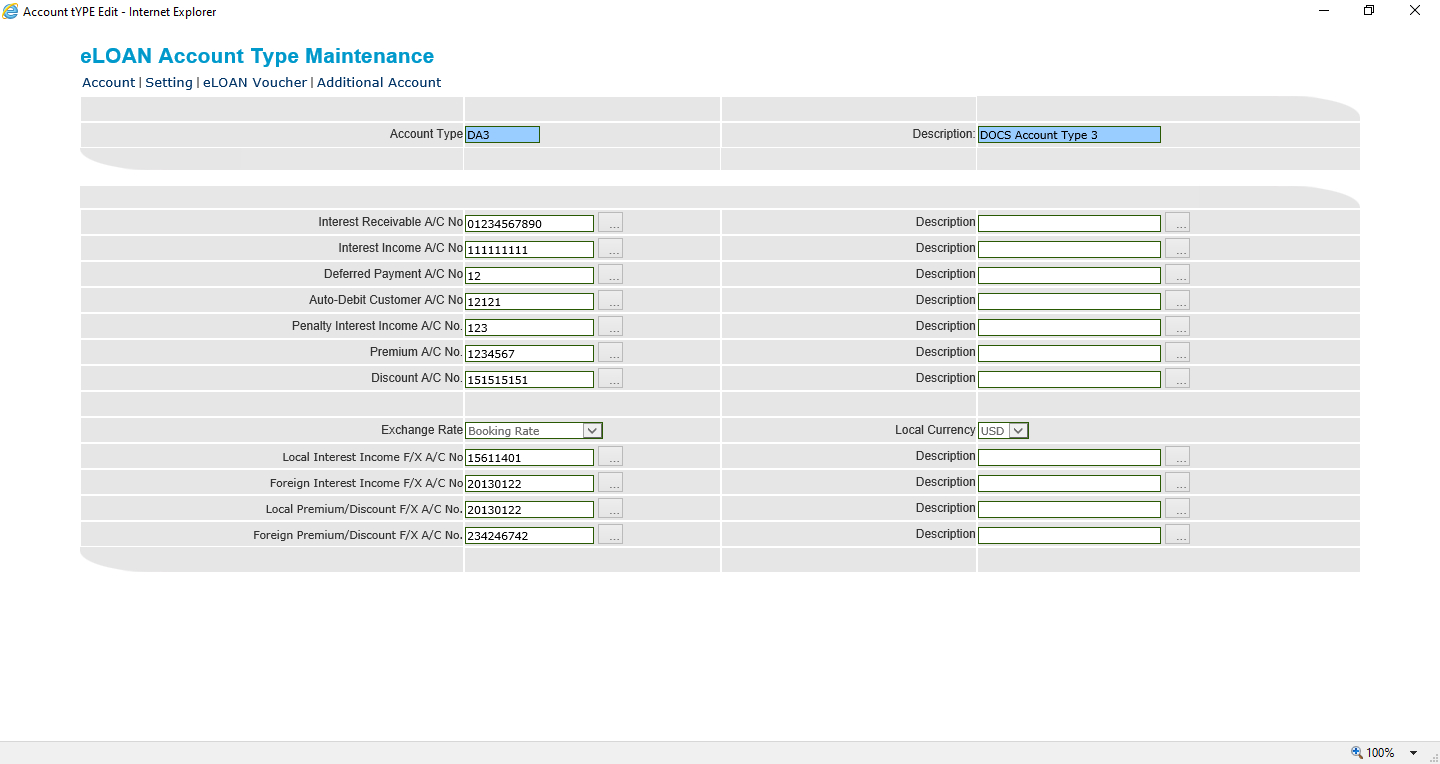 Account tYPE Edit - Internet Explorer
eLOAN Account Type Maintenance
Account | Setting | eLOAN Voucher | Additional Account
Account Type DA3 Description: DOCS Account Type 3
Interest Receivable A/C No 01234567890 ... Description ...
Interest Income A/C No 111111111 ... Description ...
Deferred Payment A/C No 12 ... Description ...
Auto-Debit Customer A/C No 12121 ... Description ...
Penalty Interest Income A/C No. 123 ... Description ...
Premium A/C No. 1234567 ... Description ...
Discount A/C No. 151515151 ... Description ...
Exchange Rate Booking Rate Local Currency USD
Local Interest Income F/X A/C No 15611401 ... Description ...
Foreign Interest Income F/X A/C No 20130122 ... Description ...
Local Premium/Discount F/X A/C No. 20130122 ... Description ...
Foreign Premium/Discount F/X A/C No. 234246742 ... Description ...
100%